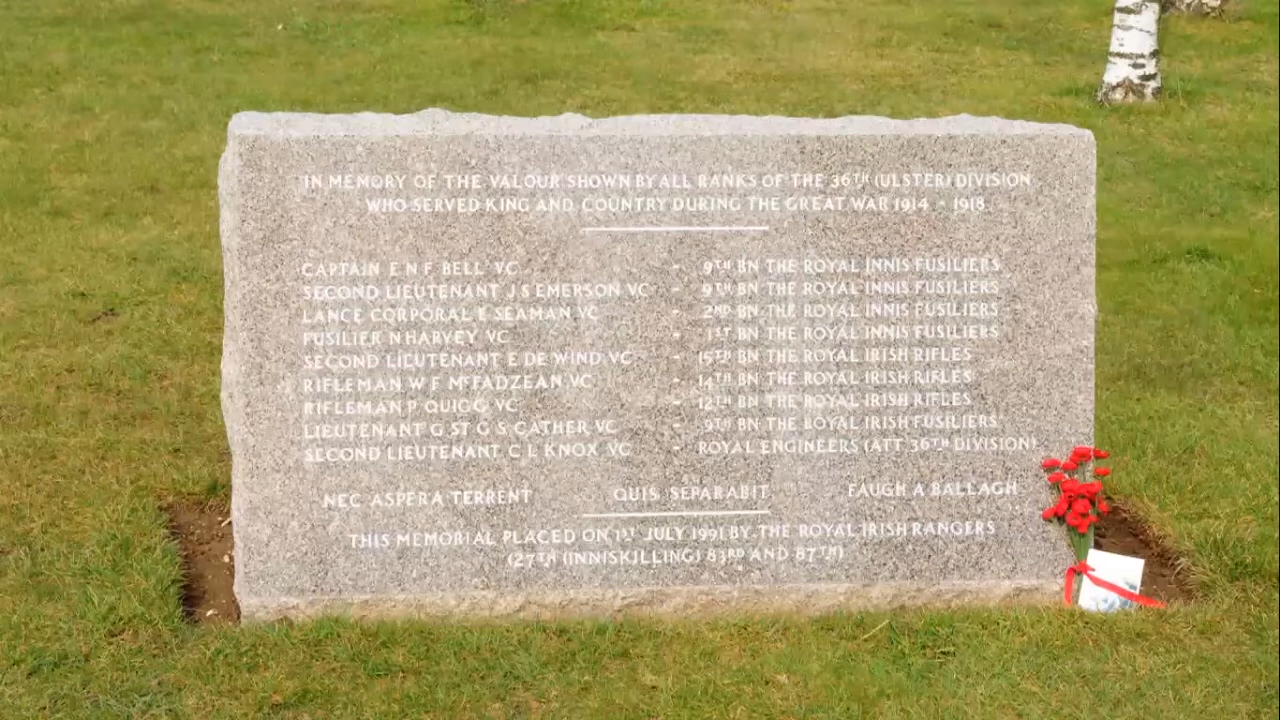 IN MEMORY OF THE VALOUR SHOWN BY ALL RANKS OF THE 36TH (ULSTER) DIVISION
WHO SERVED KING AND COUNTRY DURING THE GREAT WAR 1914 - 1918
CAPTAIN E N F BELL VC - 9TH BN THE ROYAL INNIS FUSILIERS
SECOND LIEUTENANT J S EMERSON VC - 9TH BN THE ROYAL INNIS FUSILIERS
LANCE CORPORAL E SEAMAN VC - 2ND BN THE ROYAL INNIS FUSILIERS
FUSILIER N HARVEY VC - 1ST BN THE ROYAL INNIS FUSILIERS
SECOND LIEUTENANT E DE WIND VC - 15TH BN THE ROYAL IRISH RIFLES
RIFLEMAN W F McFADZEAN VC - 14TH BN THE ROYAL IRISH RIFLES
RIFLEMAN P QUIGG VC - 12TH BN THE ROYAL IRISH RIFLES
LIEUTENANT G ST G S CATHER VC - 9TH BN THE ROYAL IRISH FUSILIERS
SECOND LIEUTENANT C L KNOX VC - ROYAL ENGINEERS (ATT 36TH DIVISION)
NEC ASPERA TERRENT QUIS SEPARABIT FAUGH A BALLAGH
THIS MEMORIAL PLACED ON 1ST JULY 1991 BY THE ROYAL IRISH RANGERS
(27TH (INNISKILLING) 83RD AND 87TH)